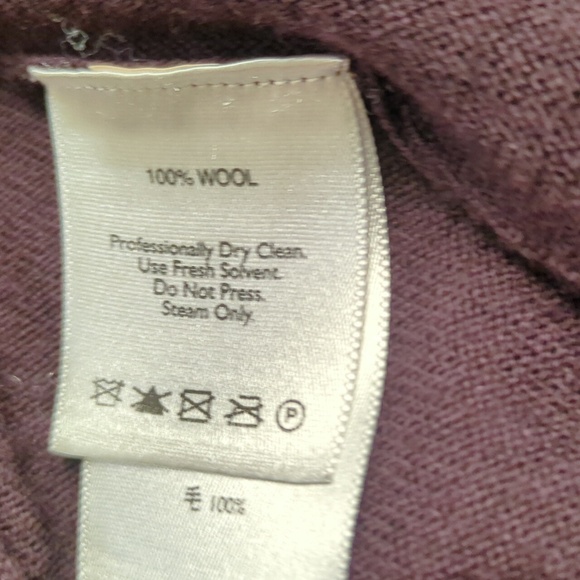 100% WOOL
Professionally Dry Clean.
Use Fresh Solvent.
Do Not Press.
Steam Only.
P
毛 100%